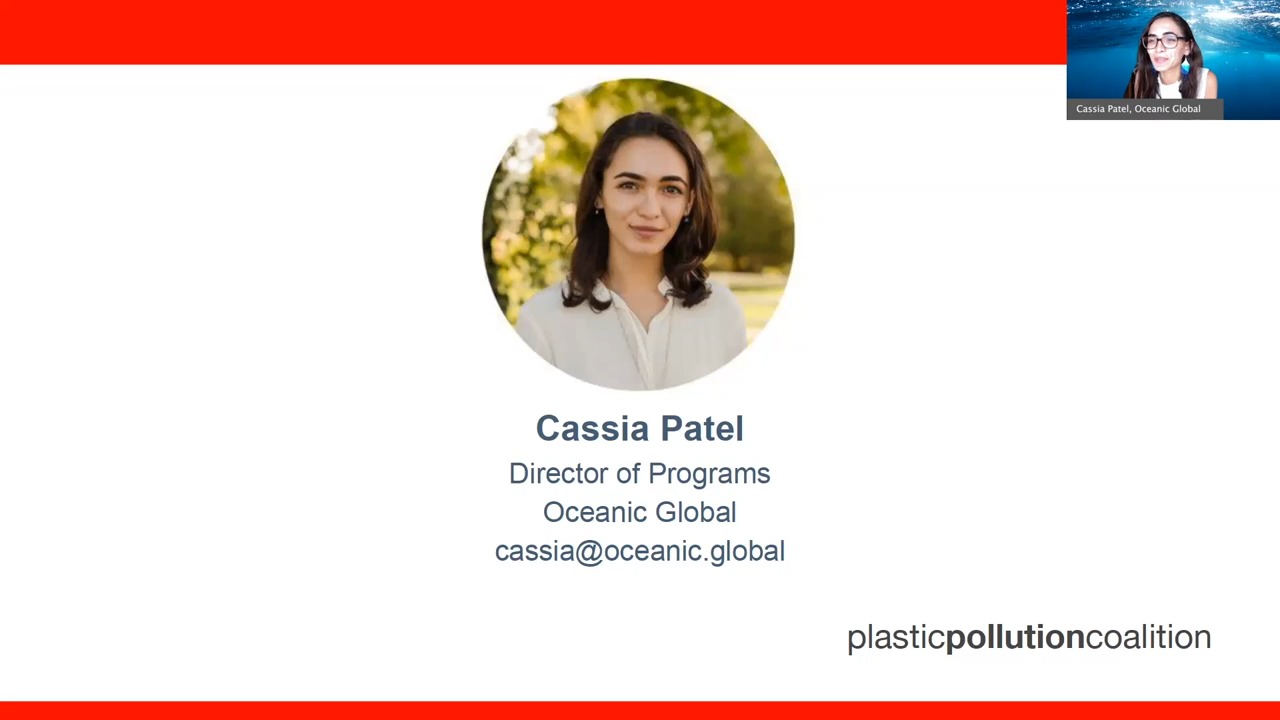 Cassia Patel, Oceanic Global
Cassia Patel
Director of Programs
Oceanic Global
cassia@oceanic.global
plasticpollutioncoalition